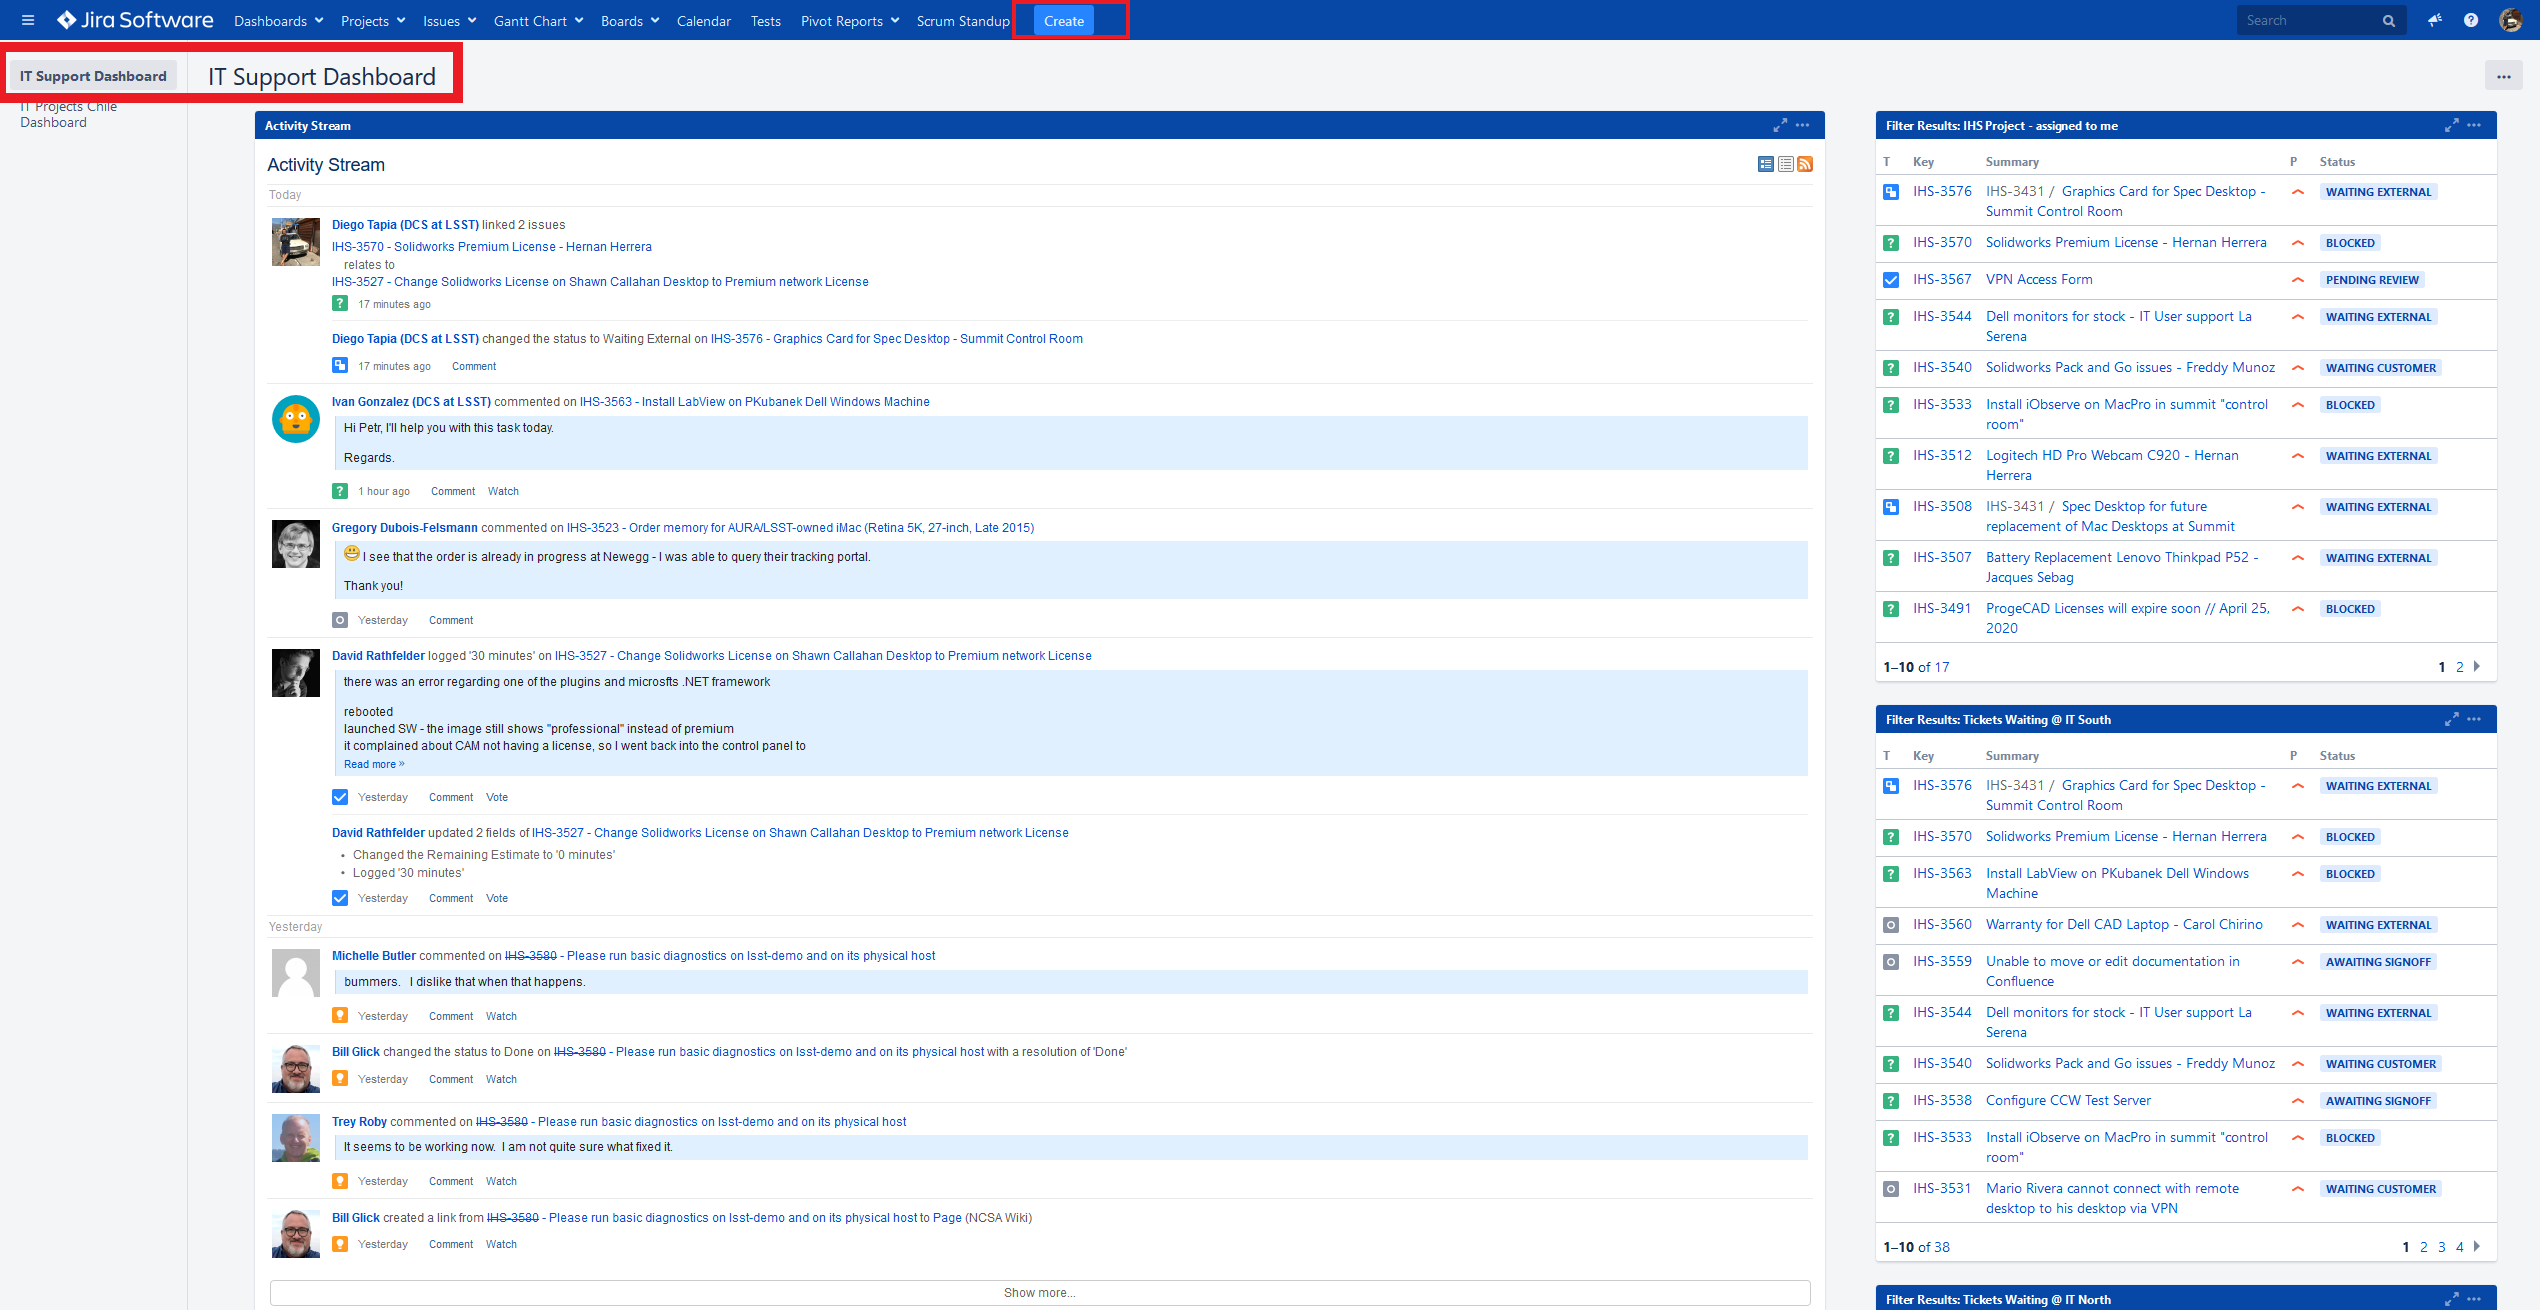 Jira Software Dashboards Projects Issues Gantt Chart Boards Calendar Tests Pivot Reports Scrum Standup Create Search
IT Support Dashboard
IT Projects Chile
Dashboard
IT Support Dashboard
Activity Stream
Activity Stream
Today
Diego Tapia (DCS at LSST) linked 2 issues
IHS-3570 - Solidworks Premium License - Hernan Herrera
relates to
IHS-3527 - Change Solidworks License on Shawn Callahan Desktop to Premium network License
17 minutes ago
Diego Tapia (DCS at LSST) changed the status to Waiting External on IHS-3576 - Graphics Card for Spec Desktop - Summit Control Room
17 minutes ago Comment
Ivan Gonzalez (DCS at LSST) commented on IHS-3563 - Install LabView on PKubanek Dell Windows Machine
Hi Petr, I'll help you with this task today.
Regards.
1 hour ago Comment Watch
Gregory Dubois-Felsmann commented on IHS-3523 - Order memory for AURA/LSST-owned iMac (Retina 5K, 27-inch, Late 2015)
I see that the order is already in progress at Newegg - I was able to query their tracking portal.
Thank you!
Yesterday Comment
David Rathfelder logged '30 minutes' on IHS-3527 - Change Solidworks License on Shawn Callahan Desktop to Premium network License
there was an error regarding one of the plugins and microsfts .NET framework
rebooted
launched SW - the image still shows "professional" instead of premium
it complained about CAM not having a license, so I went back into the control panel to
Read more »
Yesterday Comment Vote
David Rathfelder updated 2 fields of IHS-3527 - Change Solidworks License on Shawn Callahan Desktop to Premium network License
• Changed the Remaining Estimate to '0 minutes'
• Logged '30 minutes'
Yesterday Comment Vote
Yesterday
Michelle Butler commented on IHS-3580 - Please run basic diagnostics on lsst-demo and on its physical host
bummers. I dislike that when that happens.
Yesterday Comment Watch
Bill Glick changed the status to Done on IHS-3580 - Please run basic diagnostics on lsst-demo and on its physical host with a resolution of 'Done'
Yesterday Comment Watch
Trey Roby commented on IHS-3580 - Please run basic diagnostics on lsst-demo and on its physical host
It seems to be working now. I am not quite sure what fixed it.
Yesterday Comment Watch
Bill Glick created a link from IHS-3580 - Please run basic diagnostics on lsst-demo and on its physical host to Page (NCSA Wiki)
Yesterday Comment Watch
Show more...
Filter Results: IHS Project - assigned to me
T Key Summary P Status
IHS-3576 IHS-3431 / Graphics Card for Spec Desktop - WAITING EXTERNAL
Summit Control Room
IHS-3570 Solidworks Premium License - Hernan Herrera BLOCKED
IHS-3567 VPN Access Form PENDING REVIEW
IHS-3544 Dell monitors for stock - IT User support La WAITING EXTERNAL
Serena
IHS-3540 Solidworks Pack and Go issues - Freddy Munoz WAITING CUSTOMER
IHS-3533 Install iObserve on MacPro in summit "control BLOCKED
room"
IHS-3512 Logitech HD Pro Webcam C920 - Hernan WAITING EXTERNAL
Herrera
IHS-3508 IHS-3431 / Spec Desktop for future WAITING EXTERNAL
replacement of Mac Desktops at Summit
IHS-3507 Battery Replacement Lenovo Thinkpad P52 - WAITING EXTERNAL
Jacques Sebag
IHS-3491 ProgeCAD Licenses will expire soon // April 25, BLOCKED
2020
1–10 of 17 1 2
Filter Results: Tickets Waiting @ IT South
T Key Summary P Status
IHS-3576 IHS-3431 / Graphics Card for Spec Desktop - WAITING EXTERNAL
Summit Control Room
IHS-3570 Solidworks Premium License - Hernan Herrera BLOCKED
IHS-3563 Install LabView on PKubanek Dell Windows BLOCKED
Machine
IHS-3560 Warranty for Dell CAD Laptop - Carol Chirino WAITING EXTERNAL
IHS-3559 Unable to move or edit documentation in AWAITING SIGNOFF
Confluence
IHS-3544 Dell monitors for stock - IT User support La WAITING EXTERNAL
Serena
IHS-3540 Solidworks Pack and Go issues - Freddy Munoz WAITING CUSTOMER
IHS-3538 Configure CCW Test Server AWAITING SIGNOFF
IHS-3533 Install iObserve on MacPro in summit "control BLOCKED
room"
IHS-3531 Mario Rivera cannot connect with remote WAITING CUSTOMER
desktop to his desktop via VPN
1–10 of 38 1 2 3 4
Filter Results: Tickets Waiting @ IT North